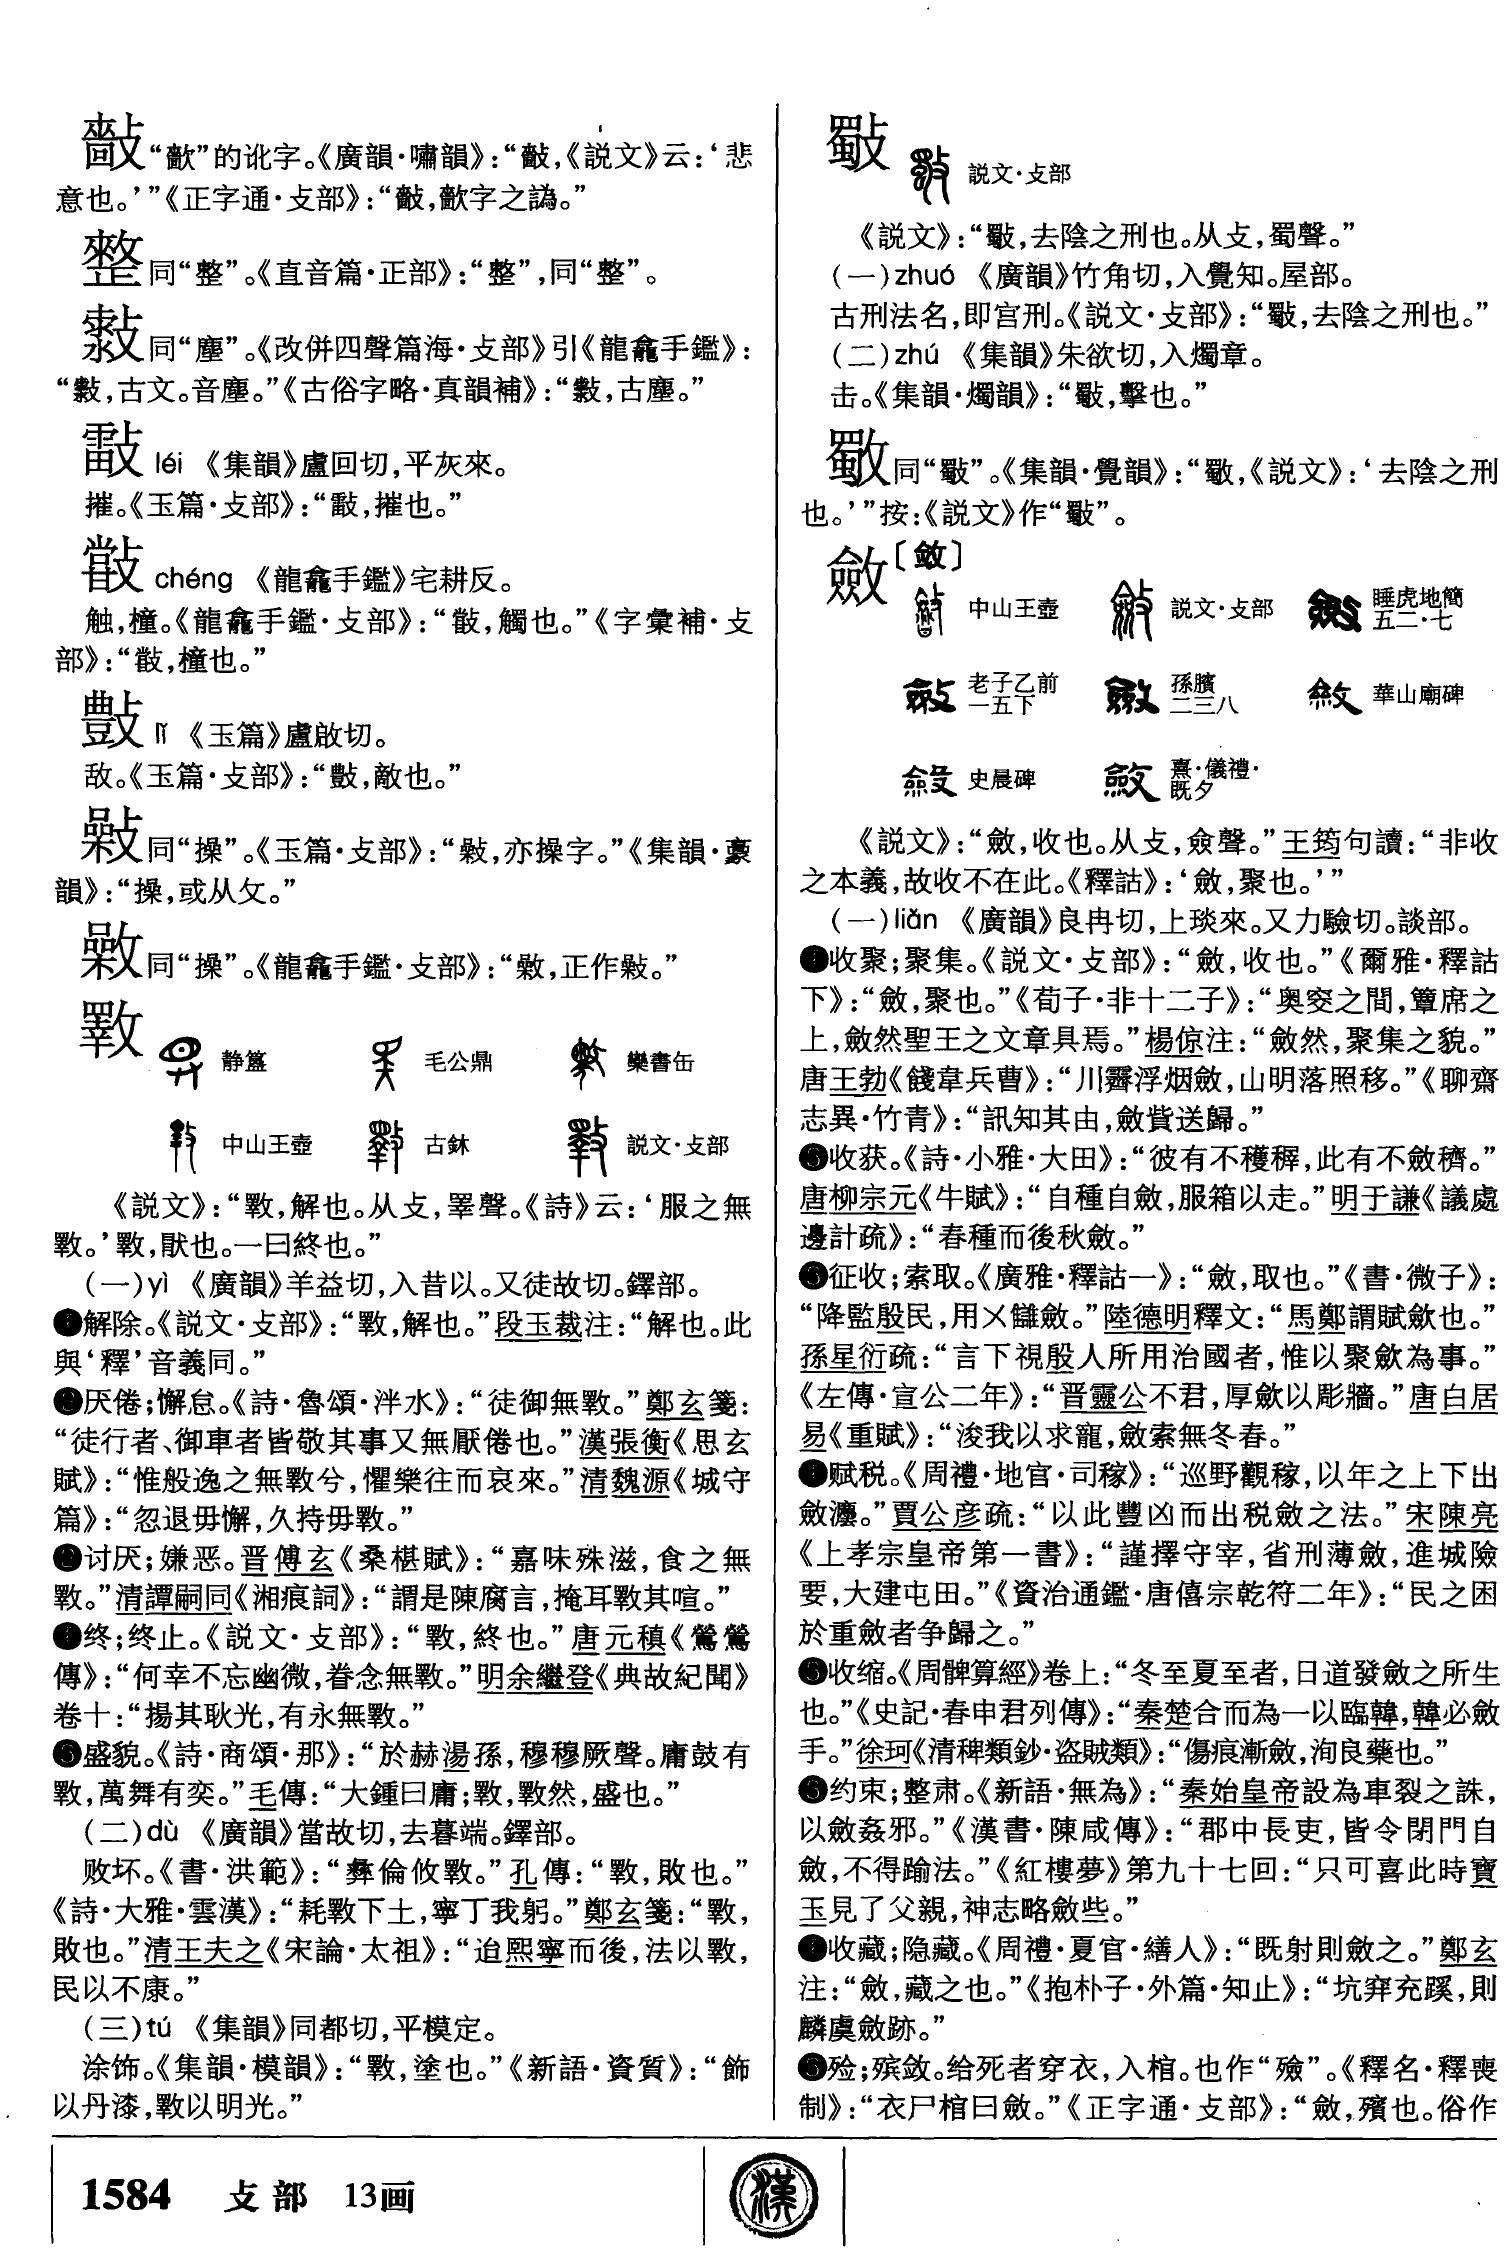 的讹字。《廣韻·嘯韻》：“ ，《説文》云：‘悲
意也。’”《正字通·攴部》：“ ， 字之譌。”
同“整”。《直音篇·正部》：“ ”，同“整”。
同“塵”。《改併四聲篇海·攴部》引《龍龕手鑑》：
“ ，古文。音塵。”《古俗字略·真韻補》：“ ，古塵。”
léi 《集韻》盧回切，平灰來。
摧。《玉篇·攴部》：“ ，摧也。”
chéng 《龍龕手鑑》宅耕反。
触，橦。《龍龕手鑑·攴部》：“ ，觸也。”《字彙補·攴
部》：“ ，橦也。”
lǐ 《玉篇》盧啟切。
敌。《玉篇·攴部》：“ ，敵也。”
同“操”。《玉篇·攴部》：“ ，亦操字。”《集韻·豪
韻》：“操，或从攵。”
同“操”。《龍龕手鑑·攴部》：“ ，正作 。”
斁
静簋 毛公鼎 欒書缶
中山王壺 古鉥 説文·攴部
《説文》：“斁，解也。从攴，睪聲。《詩》云：‘服之無
斁。’斁，猒也。一曰終也。”
(一)yì 《廣韻》羊益切，入昔以。又徒故切。鐸部。
❶解除。《説文·攴部》：“斁，解也。”段玉裁注：“解也。此
與‘釋’音義同。”
❷厌倦；懈怠。《詩·魯頌·泮水》：“徒御無斁。”鄭玄箋：
“徒行者、御車者皆敬其事又無厭倦也。”漢張衡《思玄
賦》：“惟般逸之無斁兮，懼樂往而哀來。”清魏源《城守
篇》：“忽退毋懈，久持毋斁。”
❸讨厌；嫌恶。晋傅玄《桑椹賦》：“嘉味殊滋，食之無
斁。”清譚嗣同《湘痕詞》：“謂是陳腐言，掩耳斁其喧。”
❹终；终止。《説文·攴部》：“斁，終也。”唐元稹《鶯鶯
傳》：“何幸不忘幽微，眷念無斁。”明余繼登《典故紀聞》
卷十：“揚其耿光，有永無斁。”
❺盛貌。《詩·商頌·那》：“於赫湯孫，穆穆厥聲。庸鼓有
斁，萬舞有奕。”毛傳：“大鍾曰庸；斁，斁然，盛也。”
(二)dù 《廣韻》當故切，去暮端。鐸部。
败坏。《書·洪範》：“彝倫攸斁。”孔傳：“斁，敗也。”
《詩·大雅·雲漢》：“耗斁下土，寧丁我躬。”鄭玄箋：“斁，
敗也。”清王夫之《宋論·太祖》：“迨熙寧而後，法以斁，
民以不康。”
(三)tú 《集韻》同都切，平模定。
涂饰。《集韻·模韻》：“斁，塗也。”《新語·資質》：“飾
以丹漆，斁以明光。”
斀 説文·攴部
《説文》：“斀，去陰之刑也。从攴，蜀聲。”
(一)zhuó 《廣韻》竹角切，入覺知。屋部。
古刑法名，即宫刑。《説文·攴部》：“斀，去陰之刑也。”
(二)zhú 《集韻》朱欲切，入燭章。
击。《集韻·燭韻》：“斀，擊也。”
同“斀”。《集韻·覺韻》：“ ，《説文》：‘去陰之刑
也。’”按：《説文》作“斀”。
斂〔敛〕
中山王壺 説文·攴部 睡虎地簡五二·七
老子乙前一五下 孫臏二三八 華山廟碑
史晨碑 熹·儀禮·既夕
《説文》：“斂，收也。从攴，僉聲。”王筠句讀：“非收
之本義，故收不在此。《釋詁》：‘斂，聚也。’”
(一)liǎn 《廣韻》良冉切，上琰來。又力驗切。談部。
❶收聚；聚集。《説文·攴部》：“斂，收也。”《爾雅·釋詁
下》：“斂，聚也。”《荀子·非十二子》：“奥窔之間，簟席之
上，斂然聖王之文章具焉。”楊倞注：“斂然，聚集之貌。”
唐王勃《餞韋兵曹》：“川霽浮烟斂，山明落照移。”《聊齋
志異·竹青》：“訊知其由，斂貲送歸。”
❷收获。《詩·小雅·大田》：“彼有不穫穉，此有不斂穧。”
唐柳宗元《牛賦》：“自種自斂，服箱以走。”明于謙《議處
邊計疏》：“春種而後秋斂。”
❸征收；索取。《廣雅·釋詁一》：“斂，取也。”《書·微子》：
“降監殷民，用乂讎斂。”陸德明釋文：“馬鄭謂賦斂也。”
孫星衍疏：“言下視殷人所用治國者，惟以聚斂為事。”
《左傳·宣公二年》：“晋靈公不君，厚斂以彫牆。”唐白居
易《重賦》：“浚我以求寵，斂索無冬春。”
❹赋税。《周禮·地官·司稼》：“巡野觀稼，以年之上下出
斂灋。”賈公彦疏：“以此豐凶而出税斂之法。”宋陳亮
《上孝宗皇帝第一書》：“謹擇守宰，省刑薄斂，進城險
要，大建屯田。”《資治通鑑·唐僖宗乾符二年》：“民之困
於重斂者争歸之。”
❺收缩。《周髀算經》卷上：“冬至夏至者，日道發斂之所生
也。”《史記·春申君列傳》：“秦楚合而為一以臨韓，韓必斂
手。”徐珂《清稗類鈔·盗賊類》：“傷痕漸斂，洵良藥也。”
❻约束；整肃。《新語·無為》：“秦始皇帝設為車裂之誅，
以斂姦邪。”《漢書·陳咸傳》：“郡中長吏，皆令閉門自
斂，不得踰法。”《紅樓夢》第九十七回：“只可喜此時寶
玉見了父親，神志略斂些。”
❼收藏；隐藏。《周禮·夏官·繕人》：“既射則斂之。”鄭玄
注：“斂，藏之也。”《抱朴子·外篇·知止》：“坑穽充蹊，則
麟虞斂跡。”
❽殓；殡敛。给死者穿衣，入棺。也作“殮”。《釋名·釋喪
制》：“衣尸棺曰斂。”《正字通·攴部》：“斂，殯也。俗作
1584 攴部 13画
漢